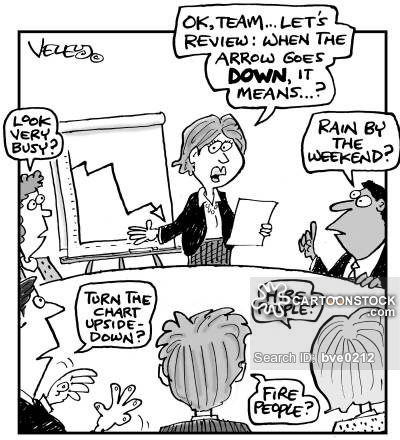 VELEY©
OK, TEAM... LET'S
REVIEW: WHEN THE
ARROW GOES
DOWN, IT
MEANS...?
LOOK
VERY
BUSY?
RAIN BY
THE
WEEKEND?
TURN THE
CHART
UPSIDE-
DOWN?
PEOPLE?
FIRE
PEOPLE?
CARTOONSTOCK
.com
Search ID: bve0212